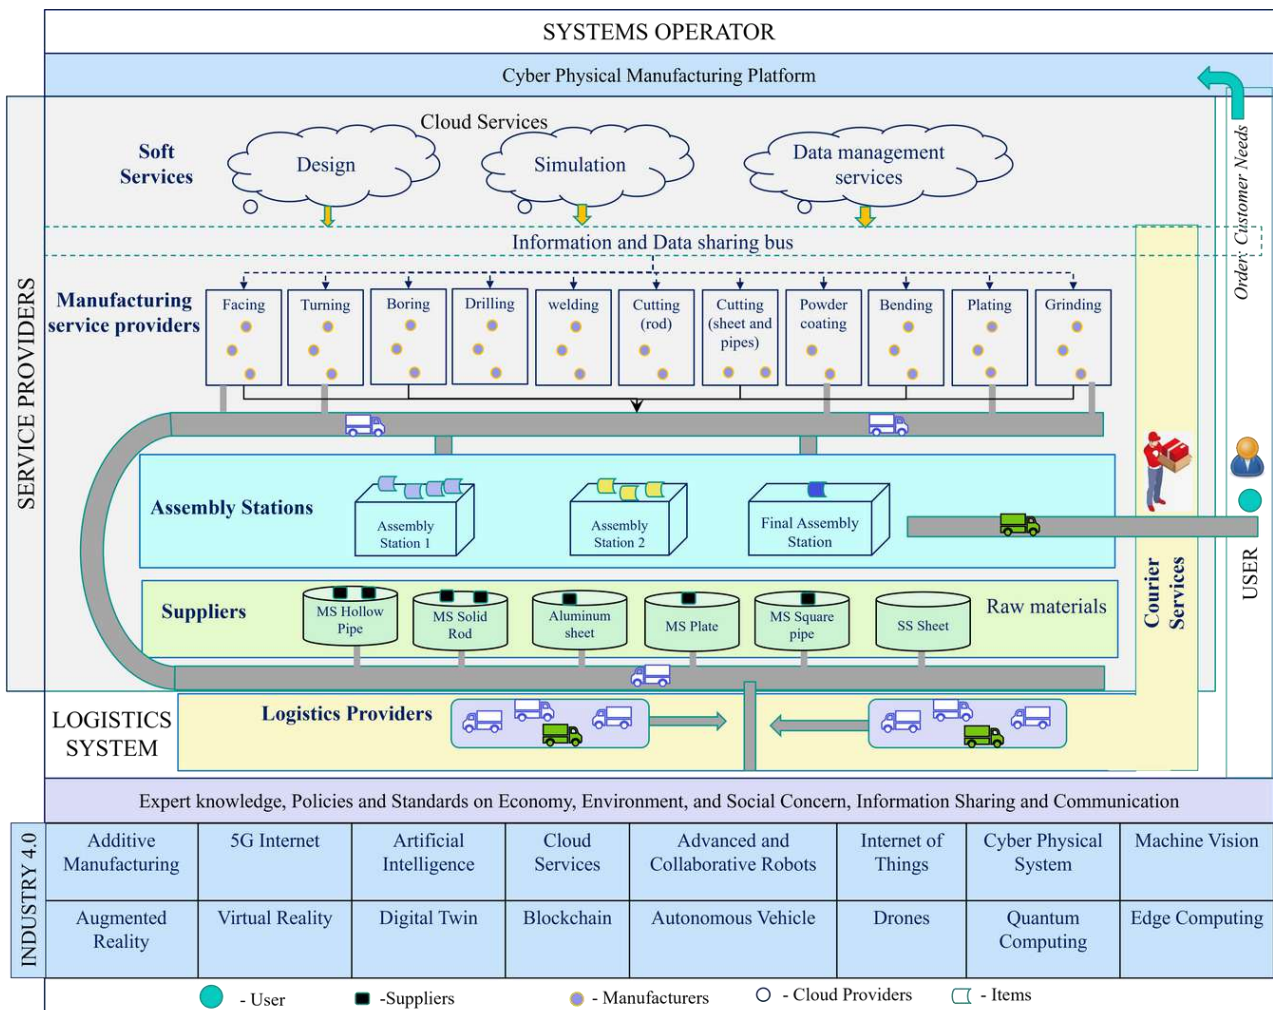 SYSTEMS OPERATOR
Cyber Physical Manufacturing Platform
Cloud Services
Soft
Services
Design
Simulation
Data management
services
Order: Customer Needs
Information and Data sharing bus
SERVICE PROVIDERS
Manufacturing
service providers
Facing
Turning
Boring
Drilling
welding
Cutting
(rod)
Cutting
(sheet and
pipes)
Powder
coating
Bending
Plating
Grinding
Assembly Stations
Assembly
Station 1
Assembly
Station 2
Final Assembly
Station
USER
Courier
Services
Suppliers
MS Hollow
Pipe
MS Solid
Rod
Aluminum
sheet
MS Plate
MS Square
pipe
SS Sheet
Raw materials
LOGISTICS
SYSTEM
Logistics Providers
Expert knowledge, Policies and Standards on Economy, Environment, and Social Concern, Information Sharing and Communication
INDUSTRY 4.0
Additive
Manufacturing
5G Internet
Artificial
Intelligence
Cloud
Services
Advanced and
Collaborative Robots
Internet of
Things
Cyber Physical
System
Machine Vision
Augmented
Reality
Virtual Reality
Digital Twin
Blockchain
Autonomous Vehicle
Drones
Quantum
Computing
Edge Computing
- User
-Suppliers
- Manufacturers
- Cloud Providers
- Items